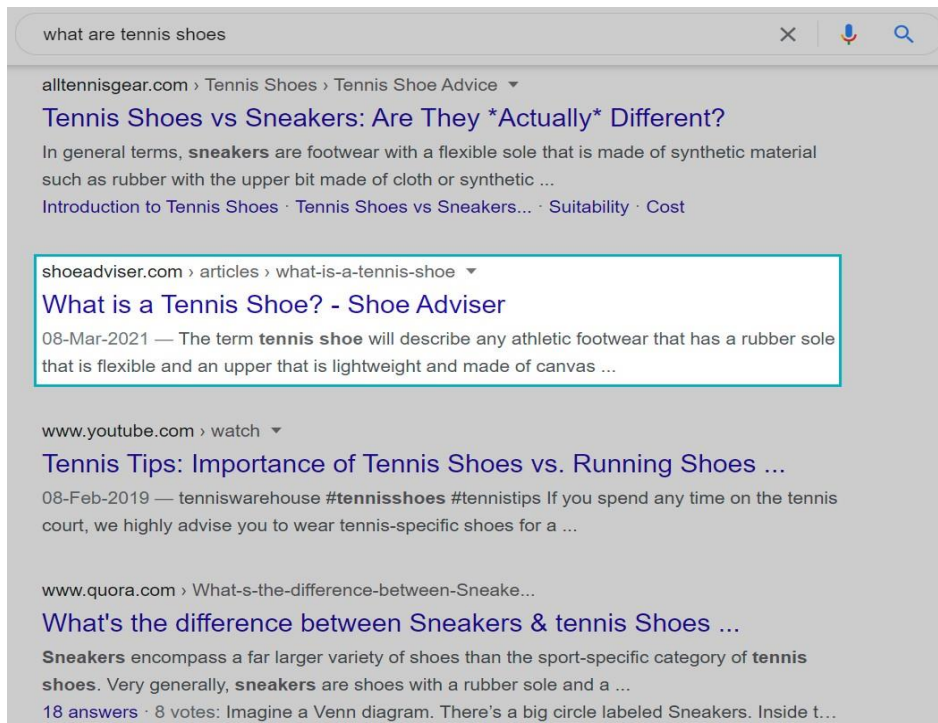 what are tennis shoes
alltennisgear.com › Tennis Shoes › Tennis Shoe Advice
Tennis Shoes vs Sneakers: Are They *Actually* Different?
In general terms, sneakers are footwear with a flexible sole that is made of synthetic material
such as rubber with the upper bit made of cloth or synthetic ...
Introduction to Tennis Shoes · Tennis Shoes vs Sneakers... · Suitability · Cost
shoeadviser.com › articles › what-is-a-tennis-shoe
What is a Tennis Shoe? - Shoe Adviser
08-Mar-2021 — The term tennis shoe will describe any athletic footwear that has a rubber sole
that is flexible and an upper that is lightweight and made of canvas ...
www.youtube.com › watch
Tennis Tips: Importance of Tennis Shoes vs. Running Shoes ...
08-Feb-2019 — tenniswarehouse #tennisshoes #tennistips If you spend any time on the tennis
court, we highly advise you to wear tennis-specific shoes for a ...
www.quora.com › What-s-the-difference-between-Sneake...
What's the difference between Sneakers & tennis Shoes ...
Sneakers encompass a far larger variety of shoes than the sport-specific category of tennis
shoes. Very generally, sneakers are shoes with a rubber sole and a ...
18 answers · 8 votes: Imagine a Venn diagram. There's a big circle labeled Sneakers. Inside t...